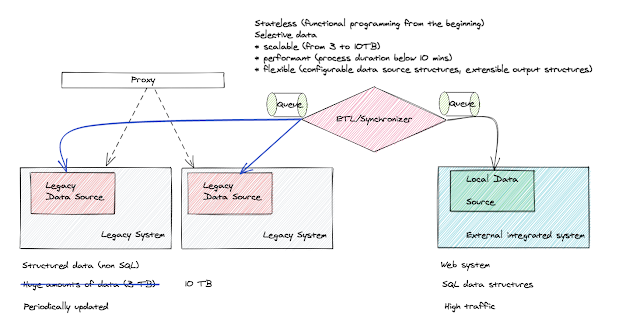 Stateless (functional programming from the beginning)
Selective data
* scalable (from 3 to 10TB)
* performant (process duration below 10 mins)
* flexible (configurable data source structures, extensible output structures)
Proxy
Queue
Queue
ETL/Synchronizer
Legacy
Data Source
Legacy System
Legacy
Data Source
Legacy System
Local Data
Source
External integrated system
Structured data (non SQL)
Huge amounts of data (3 TB)
10 TB
Periodically updated
Web system
SQL data structures
High traffic